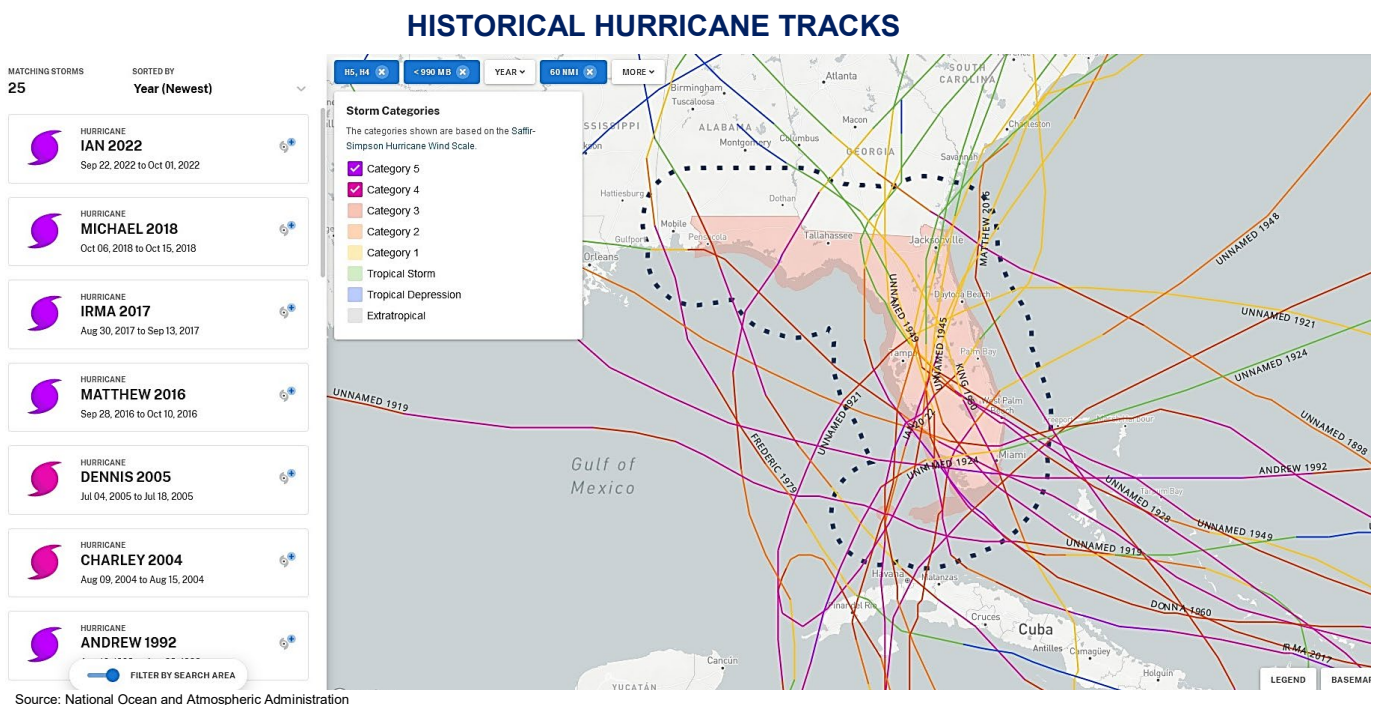 HISTORICAL HURRICANE TRACKS
MATCHING STORMS
25
SORTED BY
Year (Newest)
HURRICANE
IAN 2022
Sep 22, 2022 to Oct 01, 2022
HURRICANE
MICHAEL 2018
Oct 06, 2018 to Oct 15, 2018
HURRICANE
IRMA 2017
Aug 30, 2017 to Sep 13, 2017
HURRICANE
MATTHEW 2016
Sep 28, 2016 to Oct 10, 2016
HURRICANE
DENNIS 2005
Jul 04, 2005 to Jul 18, 2005
HURRICANE
CHARLEY 2004
Aug 09, 2004 to Aug 15, 2004
HURRICANE
ANDREW 1992
FILTER BY SEARCH AREA
H5, H4
< 990 MB
YEAR
60 NMI
MORE
Storm Categories
The categories shown are based on the Saffir-
Simpson Hurricane Wind Scale.
Category 5
Category 4
Category 3
Category 2
Category 1
Tropical Storm
Tropical Depression
Extratropical
Atlanta
SOUTH
CAROLINA
Birmingham
Tuscaloosa
Macon
Charleston
SSISSIPPI
ALABAMA
Columbus
Montgomery
GEORGIA
Savannah
Hattiesburg
Dothan
MATTHEW 2016
Mobile
Pensacola
Tallahassee
Jacksonville
Gulfport
Orleans
UNNAMED 1948
Daytona Beach
UNNAMED 1949
UNNAMED 1945
UNNAMED 1921
Tampa
Palm Bay
UNNAMED 1924
KING 1950
UNNAMED 1919
UNNAMED 1921
West Palm
Beach
IAN 2022
UNNAMED 1898
FREDERIC 1979
Gulf of
Mexico
UNNAMED 1924
Miami
ANDREW 1992
UNNAMED 1928
UNNAMED 1949
UNNAMED 1919
Havana
Matanzas
Pinar del Rio
DONNA 1960
Cruces
Cuba
Antilles
Camagüey
IRMA 2017
Cancún
Holguin
YUCATÁN
LEGEND
BASEMAP
Source: National Ocean and Atmospheric Administration